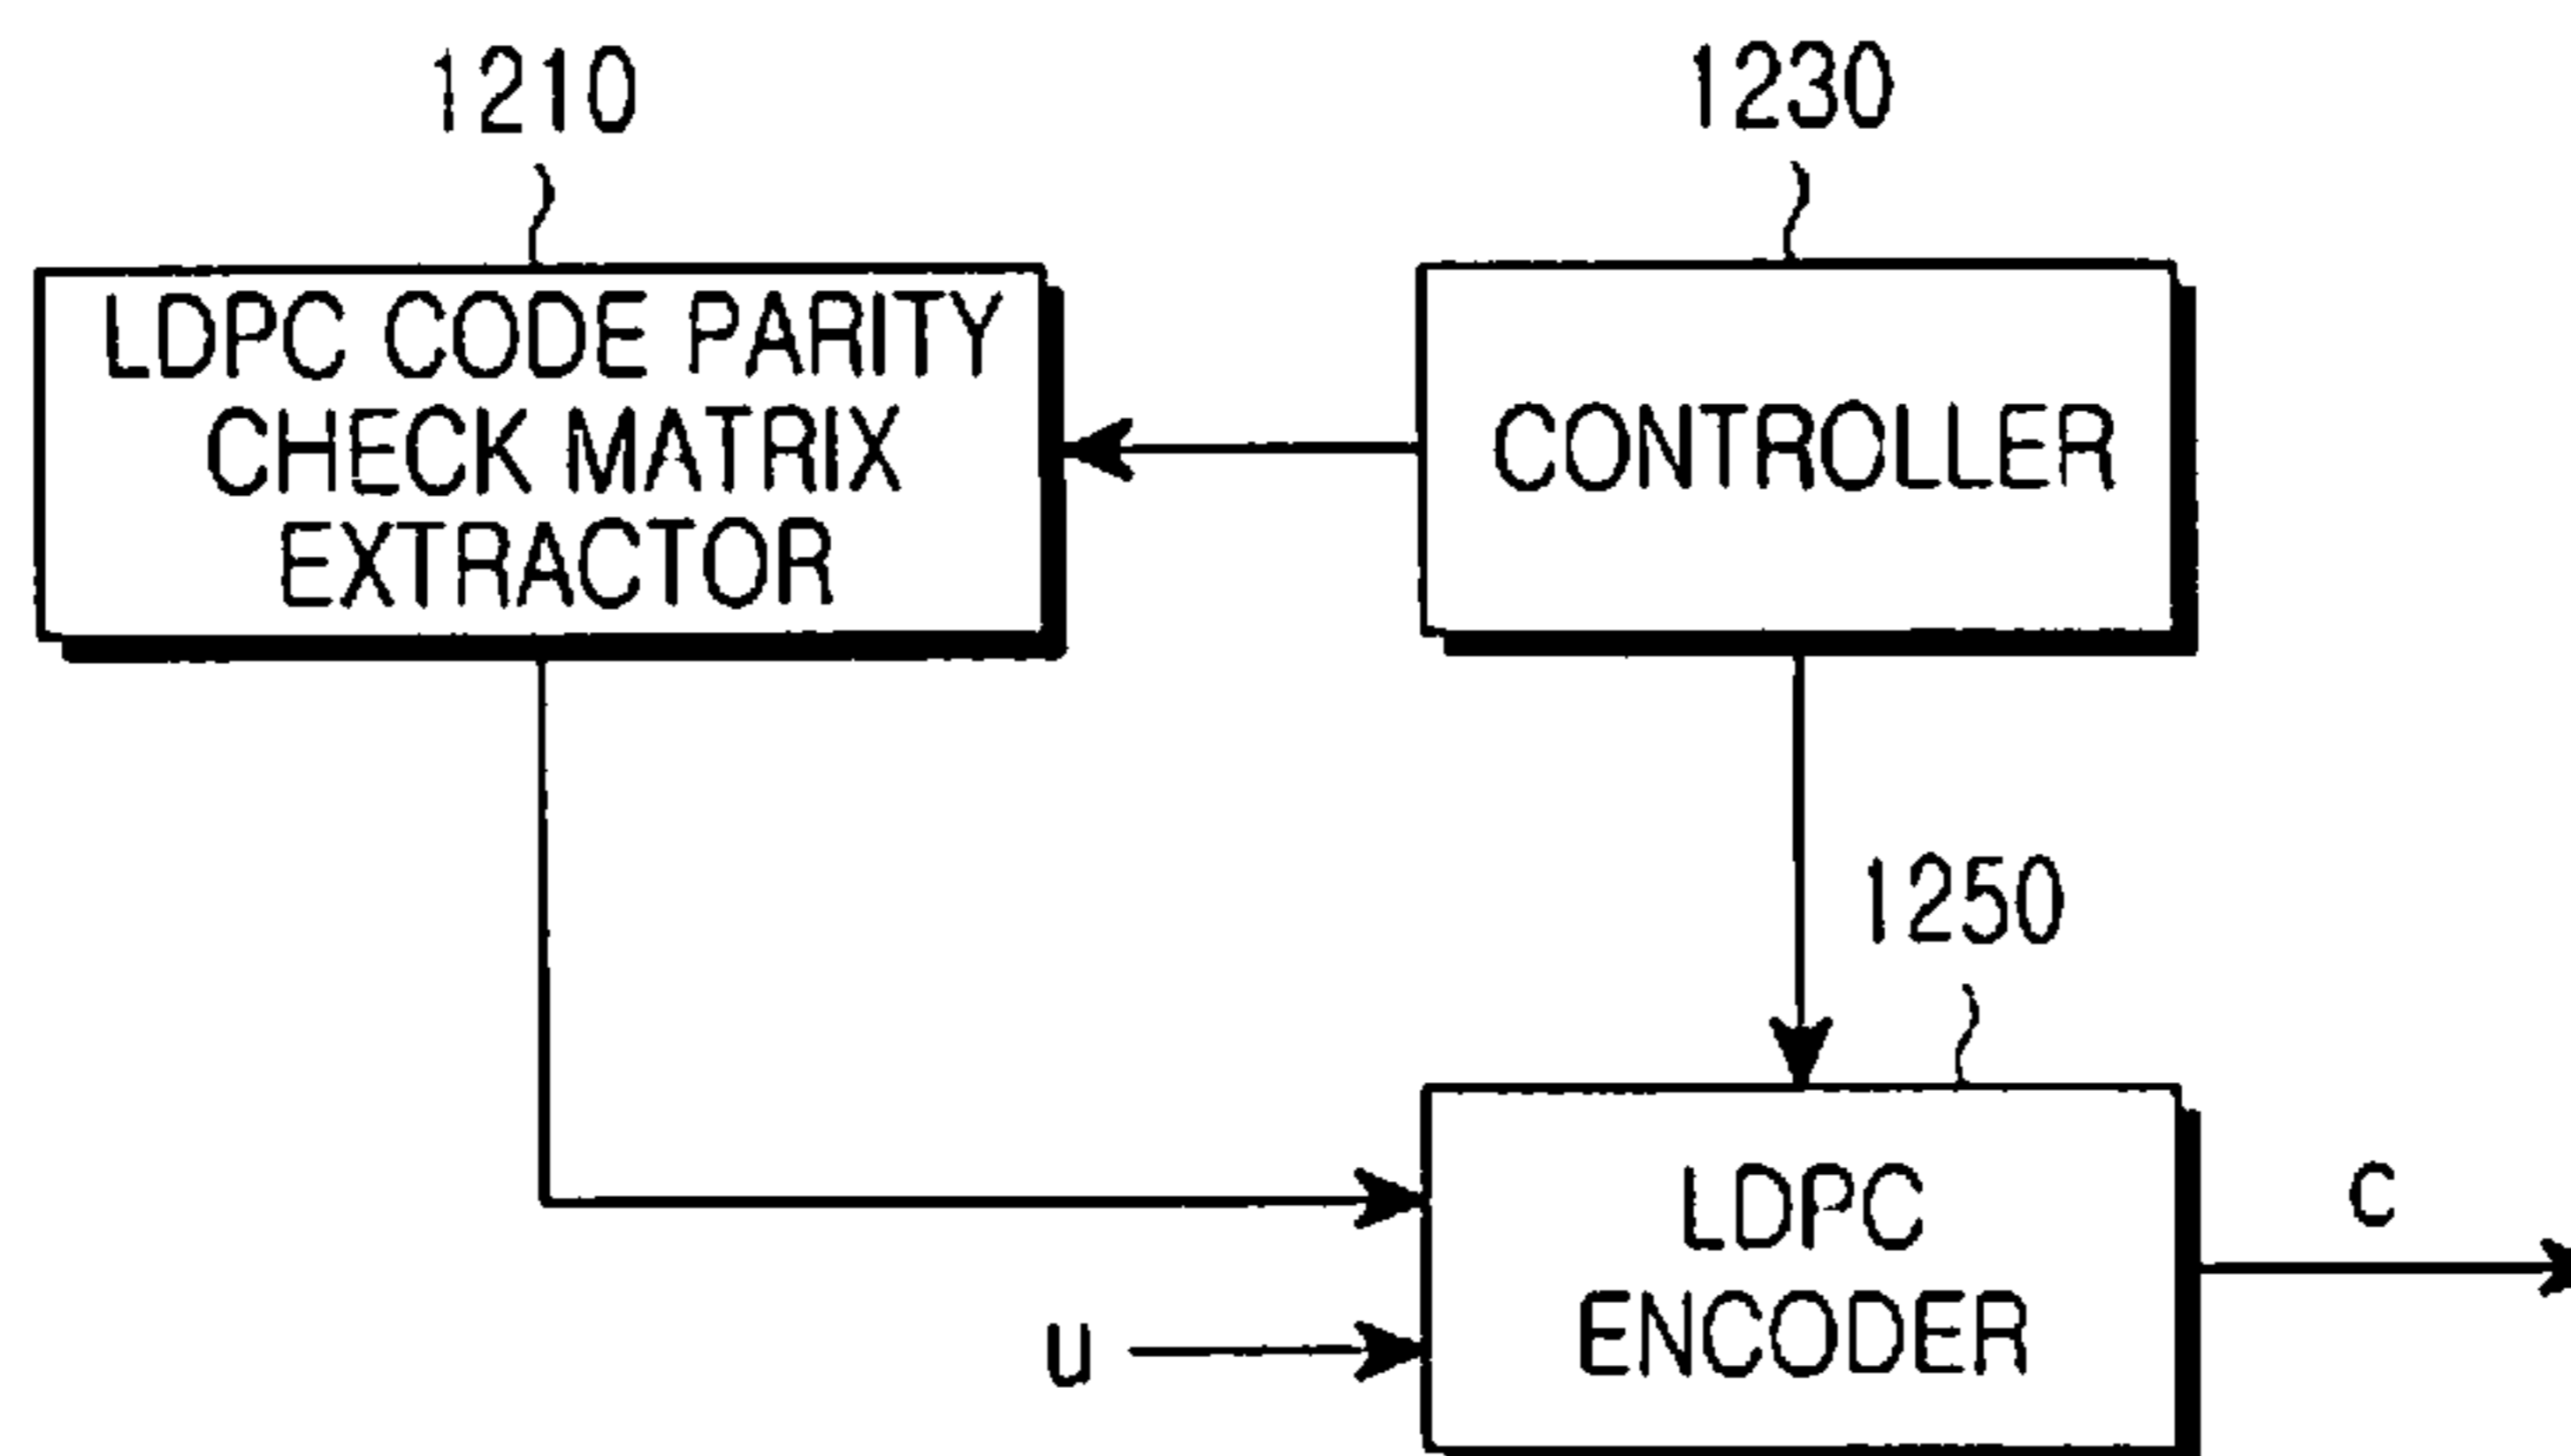 1210
1230
LDPC CODE PARITY
CHECK MATRIX
EXTRACTOR
CONTROLLER
1250
LDPC
ENCODER
C
U